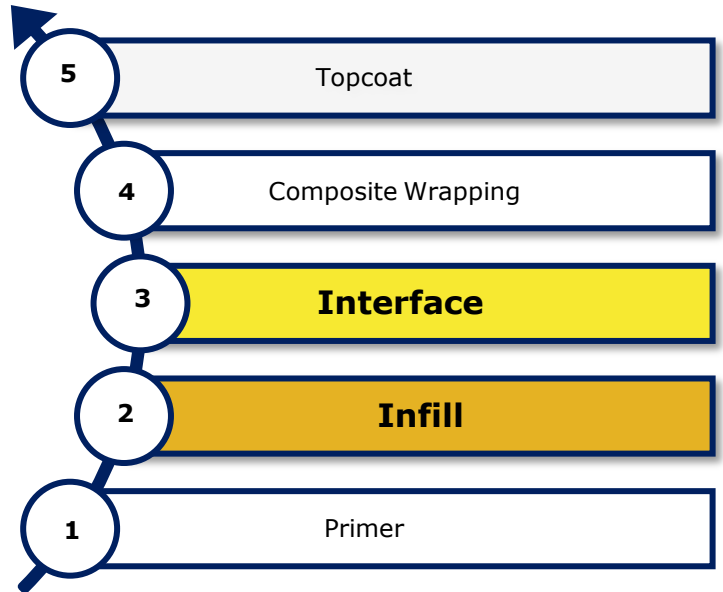 5 Topcoat
4 Composite Wrapping
3 Interface
2 Infill
1 Primer